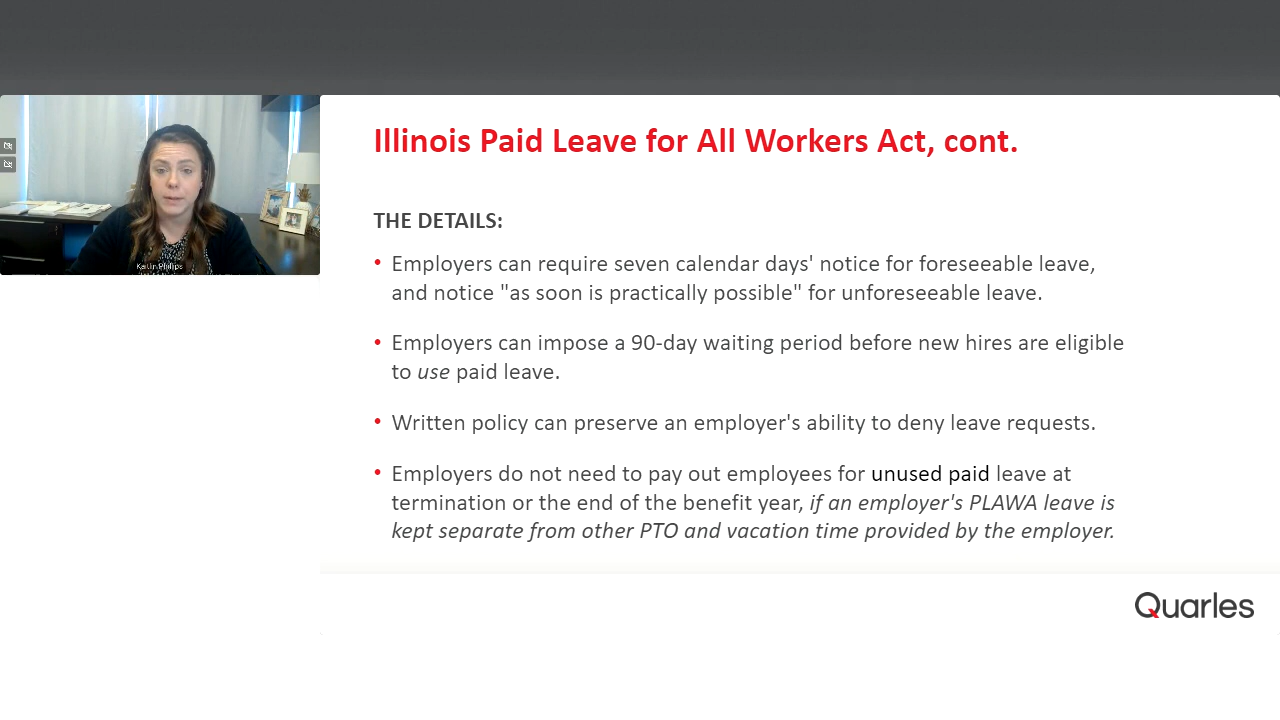 Illinois Paid Leave for All Workers Act, cont.
THE DETAILS:
• Employers can require seven calendar days' notice for foreseeable leave,
and notice "as soon is practically possible" for unforeseeable leave.
• Employers can impose a 90-day waiting period before new hires are eligible
to use paid leave.
• Written policy can preserve an employer's ability to deny leave requests.
• Employers do not need to pay out employees for unused paid leave at
termination or the end of the benefit year, if an employer's PLAWA leave is
kept separate from other PTO and vacation time provided by the employer.
Kaitlin Phillips
Quarles